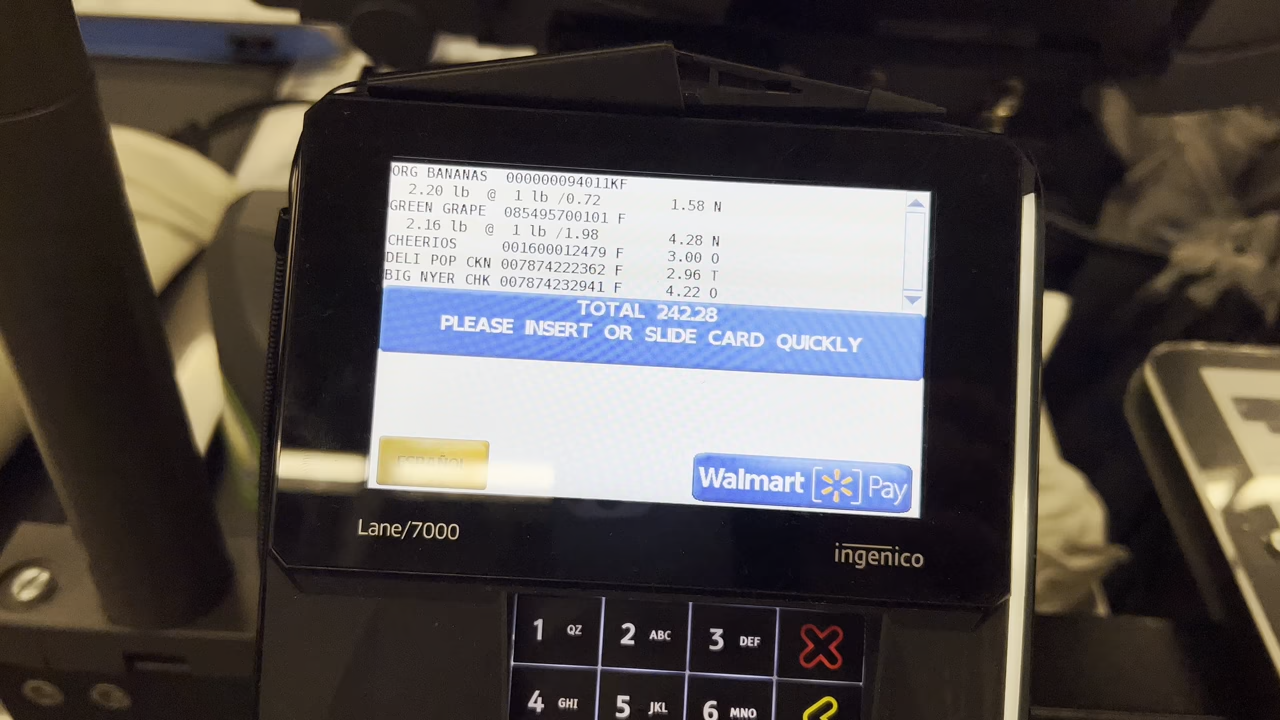 ORG BANANAS 000000094011KF
2.20 lb @ 1 lb /0.72 1.58 N
GREEN GRAPE 085495700101 F
2.16 lb @ 1 lb /1.98 4.28 N
CHEERIOS 001600012479 F 3.00 O
DELI POP CKN 007874222362 F 2.96 T
BIG NYER CHK 007874232941 F 4.22 O
TOTAL 242.28
PLEASE INSERT OR SLIDE CARD QUICKLY
ESPAÑOL
Walmart Pay
Lane/7000
ingenico
1 QZ 2 ABC 3 DEF
4 GHI 5 JKL 6 MNO